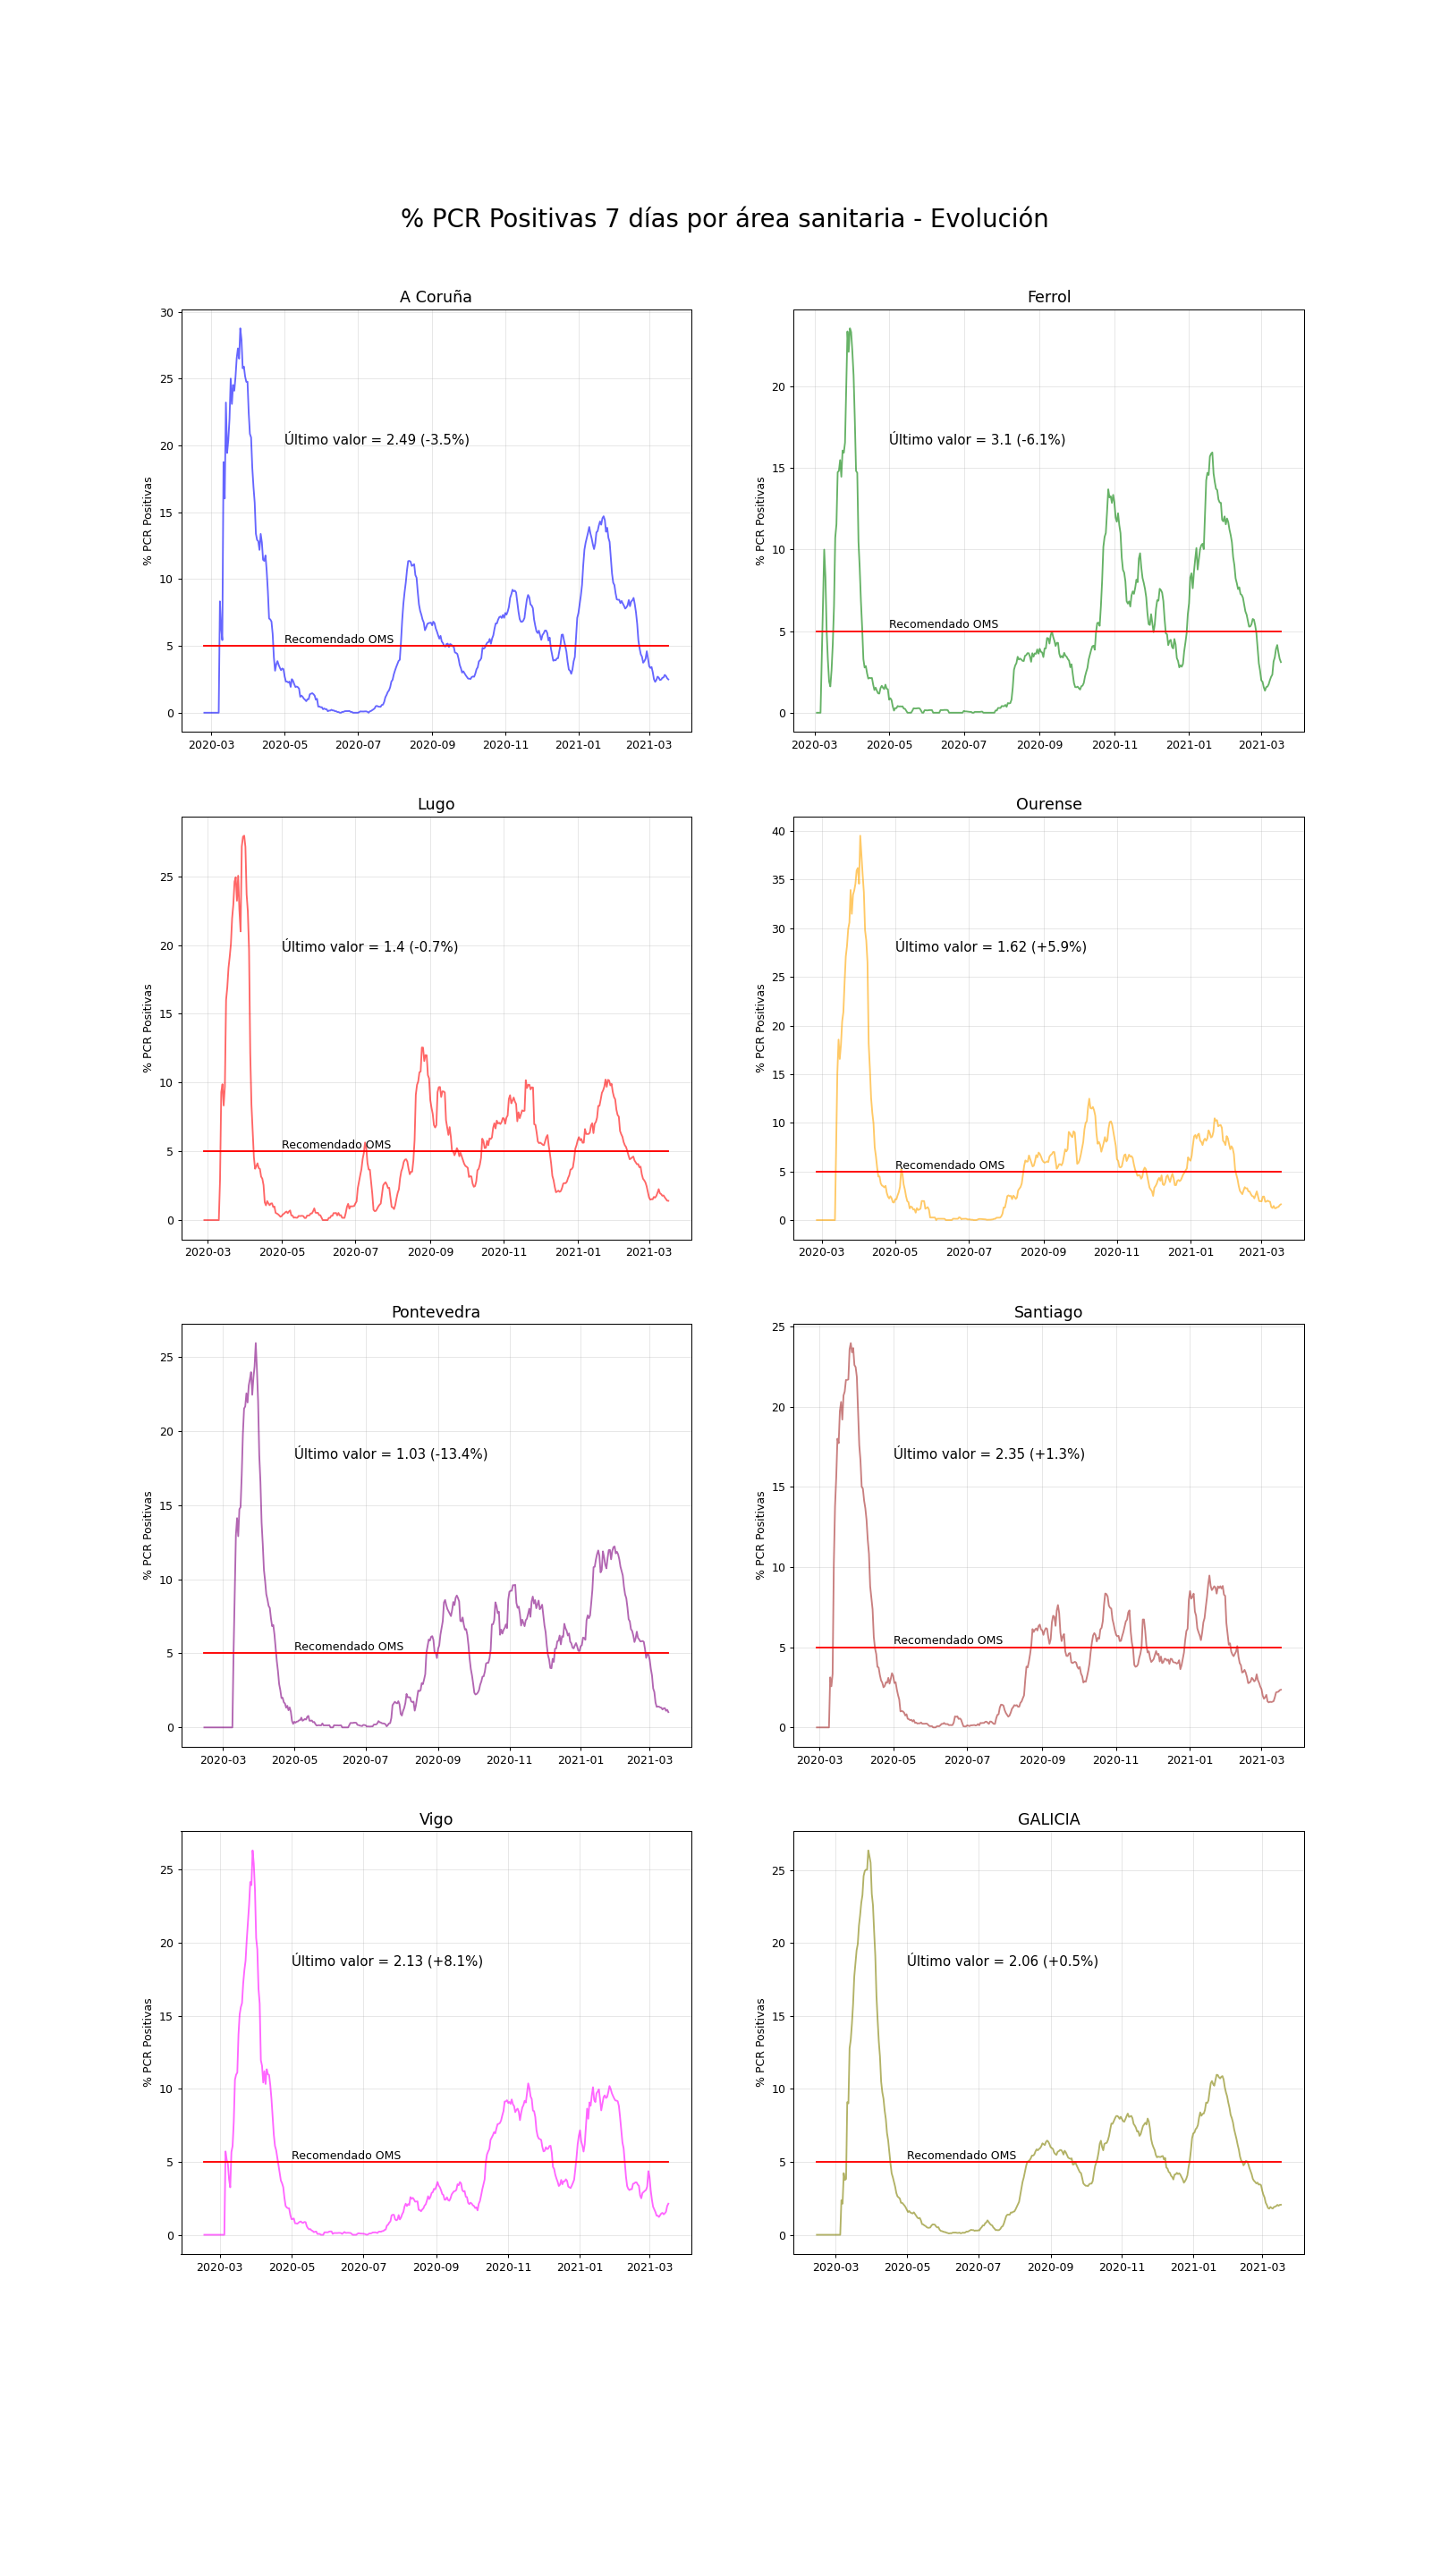 % PCR Positivas 7 días por área sanitaria - Evolución
A Coruña
30
25
20
15
10
5
0
% PCR Positivas
Último valor = 2.49 (-3.5%)
Recomendado OMS
2020-03 2020-05 2020-07 2020-09 2020-11 2021-01 2021-03
Ferrol
20
15
10
5
0
% PCR Positivas
Último valor = 3.1 (-6.1%)
Recomendado OMS
2020-03 2020-05 2020-07 2020-09 2020-11 2021-01 2021-03
Lugo
25
20
15
10
5
0
% PCR Positivas
Último valor = 1.4 (-0.7%)
Recomendado OMS
2020-03 2020-05 2020-07 2020-09 2020-11 2021-01 2021-03
Ourense
40
35
30
25
20
15
10
5
0
% PCR Positivas
Último valor = 1.62 (+5.9%)
Recomendado OMS
2020-03 2020-05 2020-07 2020-09 2020-11 2021-01 2021-03
Pontevedra
25
20
15
10
5
0
% PCR Positivas
Último valor = 1.03 (-13.4%)
Recomendado OMS
2020-03 2020-05 2020-07 2020-09 2020-11 2021-01 2021-03
Santiago
25
20
15
10
5
0
% PCR Positivas
Último valor = 2.35 (+1.3%)
Recomendado OMS
2020-03 2020-05 2020-07 2020-09 2020-11 2021-01 2021-03
Vigo
25
20
15
10
5
0
% PCR Positivas
Último valor = 2.13 (+8.1%)
Recomendado OMS
2020-03 2020-05 2020-07 2020-09 2020-11 2021-01 2021-03
GALICIA
25
20
15
10
5
0
% PCR Positivas
Último valor = 2.06 (+0.5%)
Recomendado OMS
2020-03 2020-05 2020-07 2020-09 2020-11 2021-01 2021-03